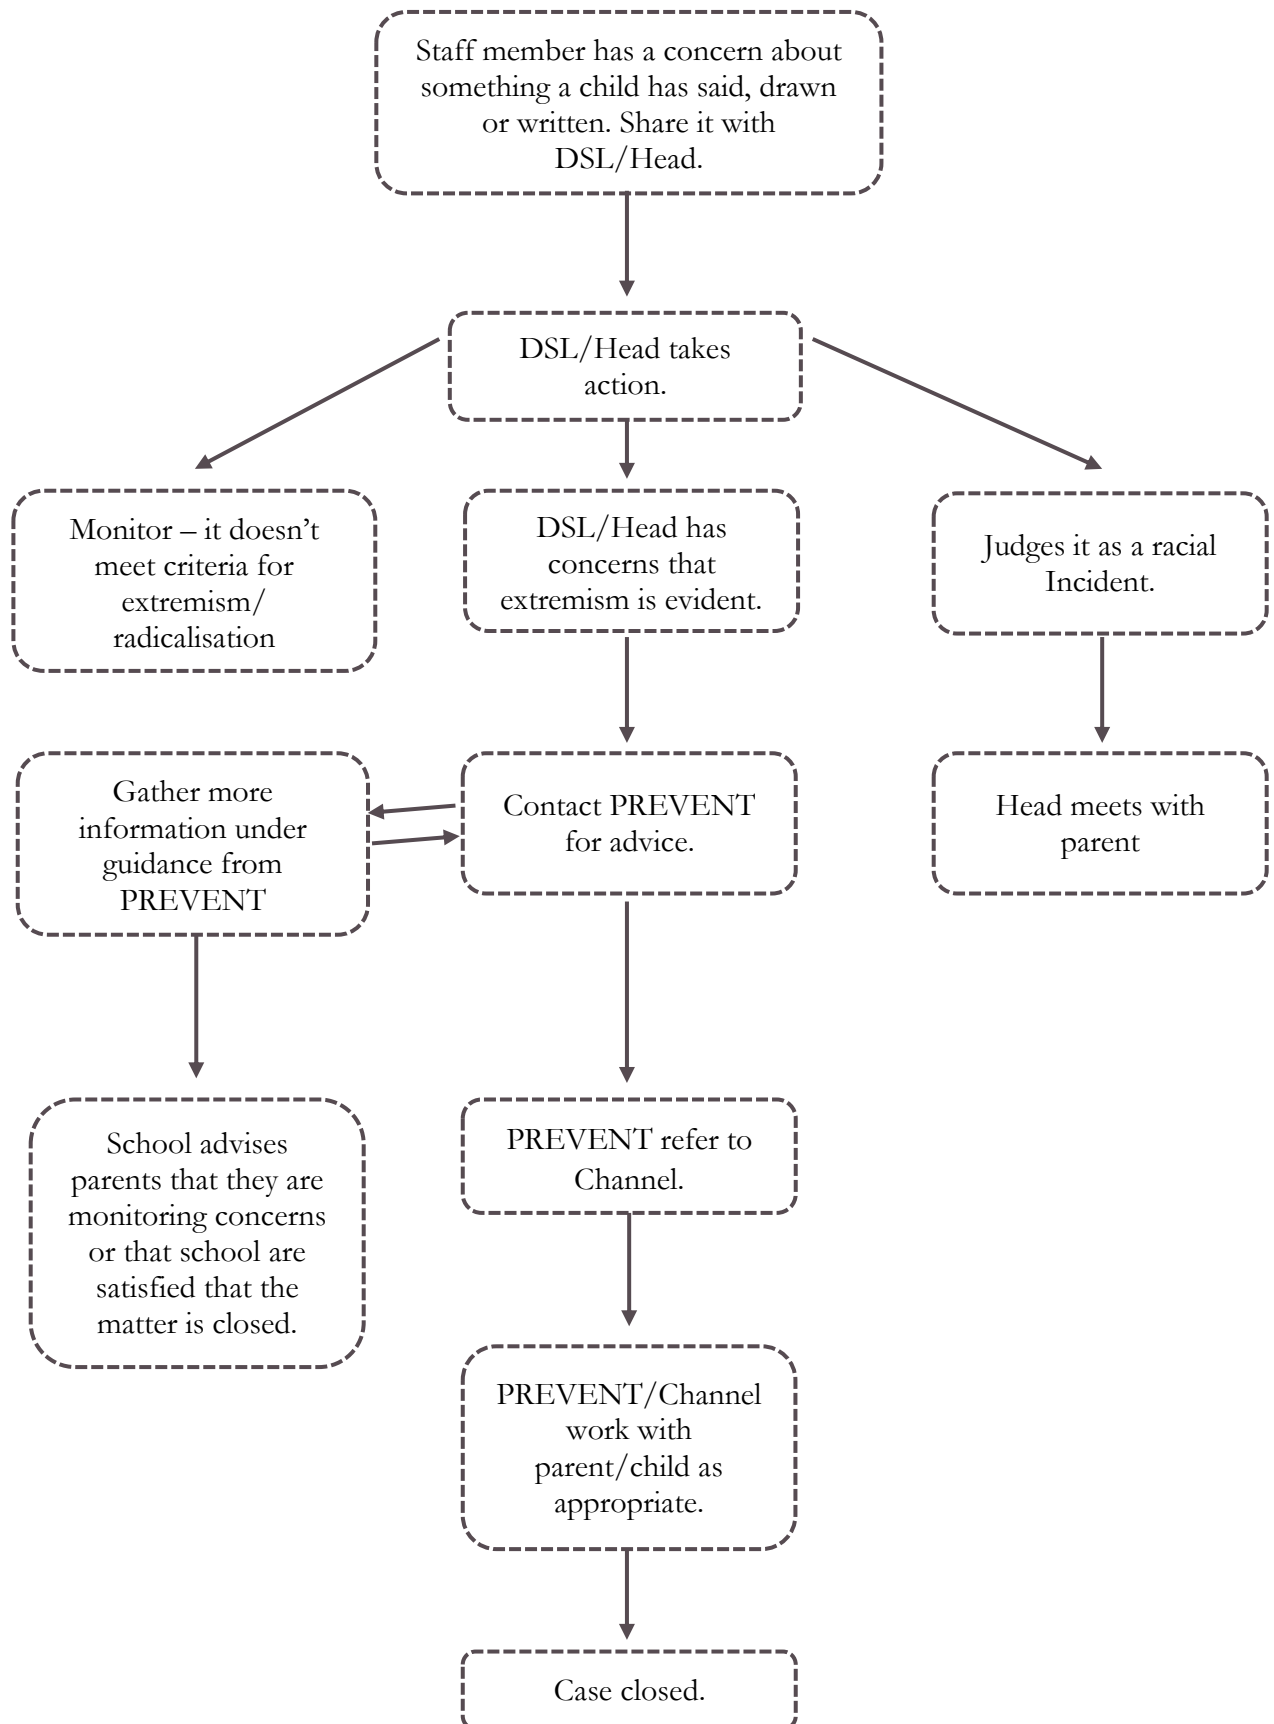 Staff member has a concern about
something a child has said, drawn
or written. Share it with
DSL/Head.
DSL/Head takes
action.
Monitor – it doesn’t
meet criteria for
extremism/
radicalisation
DSL/Head has
concerns that
extremism is evident.
Judges it as a racial
Incident.
Gather more
information under
guidance from
PREVENT
Contact PREVENT
for advice.
Head meets with
parent
School advises
parents that they are
monitoring concerns
or that school are
satisfied that the
matter is closed.
PREVENT refer to
Channel.
PREVENT/Channel
work with
parent/child as
appropriate.
Case closed.